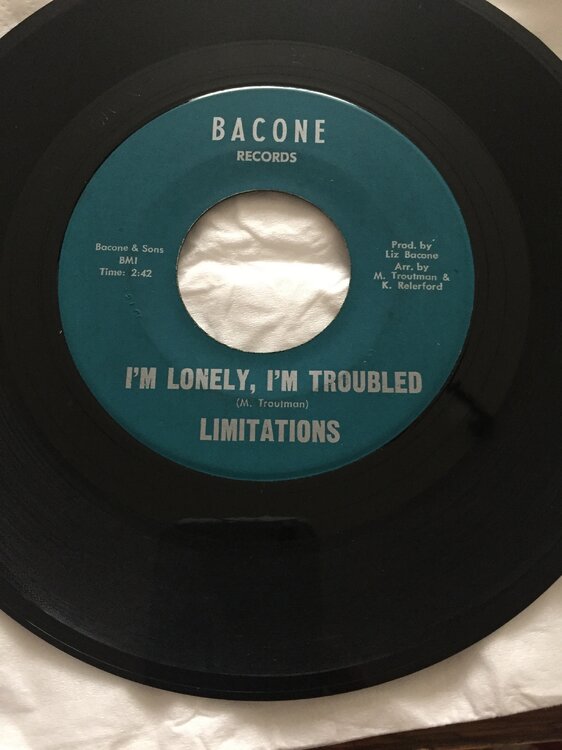 BACONE
RECORDS
Bacone & Sons
BMI
Time: 2:42
Prod. by
Liz Bacone
Arr. by
M. Troutman &
K. Relerford
I'M LONELY, I'M TROUBLED
(M. Troutman)
LIMITATIONS